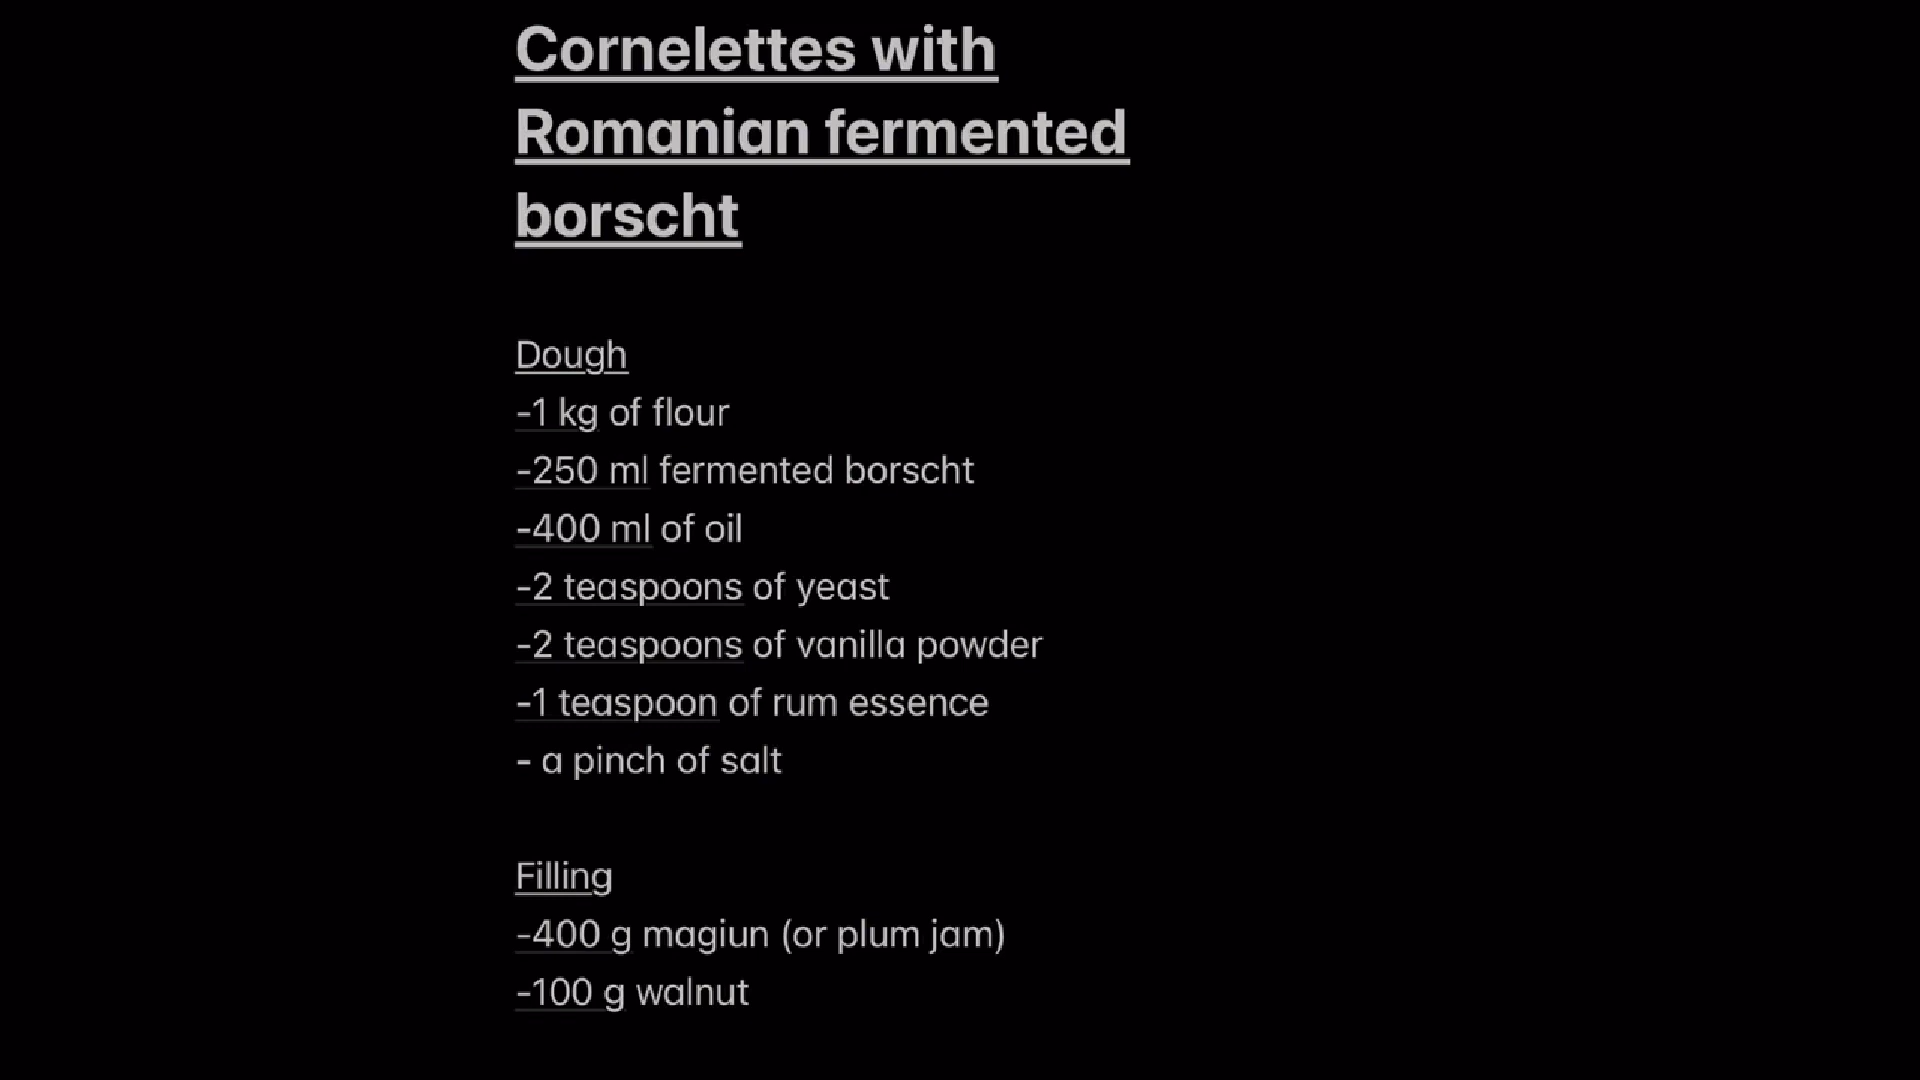 Cornelettes with
Romanian fermented
borscht
Dough
-1 kg of flour
-250 ml fermented borscht
-400 ml of oil
-2 teaspoons of yeast
-2 teaspoons of vanilla powder
-1 teaspoon of rum essence
- a pinch of salt
Filling
-400 g magiun (or plum jam)
-100 g walnut